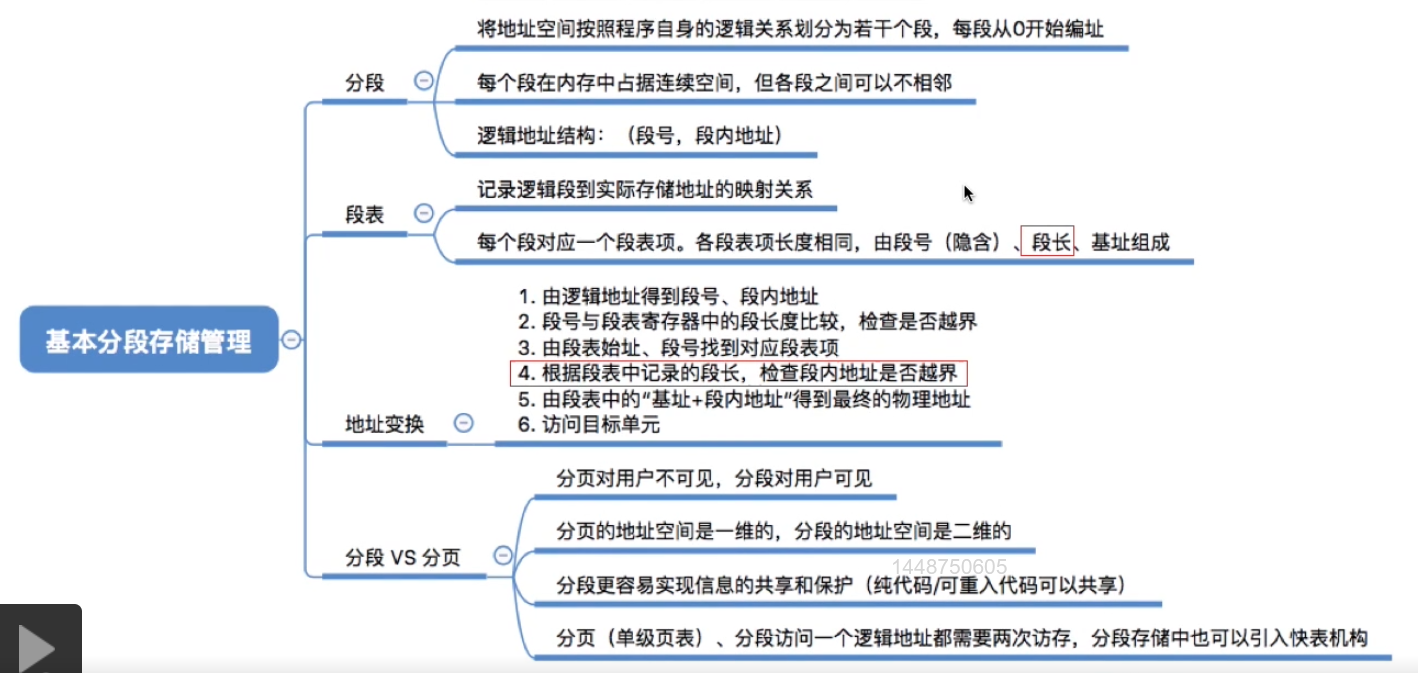 将地址空间按照程序自身的逻辑关系划分为若干个段，每段从0开始编址
分段
每个段在内存中占据连续空间，但各段之间可以不相邻
逻辑地址结构：（段号，段内地址）
记录逻辑段到实际存储地址的映射关系
段表
每个段对应一个段表项。各段表项长度相同，由段号（隐含）、段长、基址组成
基本分段存储管理
1. 由逻辑地址得到段号、段内地址
2. 段号与段表寄存器中的段长度比较，检查是否越界
3. 由段表始址、段号找到对应段表项
4. 根据段表中记录的段长，检查段内地址是否越界
5. 由段表中的“基址+段内地址“得到最终的物理地址
6. 访问目标单元
地址变换
分页对用户不可见，分段对用户可见
分页的地址空间是一维的，分段的地址空间是二维的
分段 VS 分页
1448750605
分段更容易实现信息的共享和保护（纯代码/可重入代码可以共享）
分页（单级页表）、分段访问一个逻辑地址都需要两次访存，分段存储中也可以引入快表机构